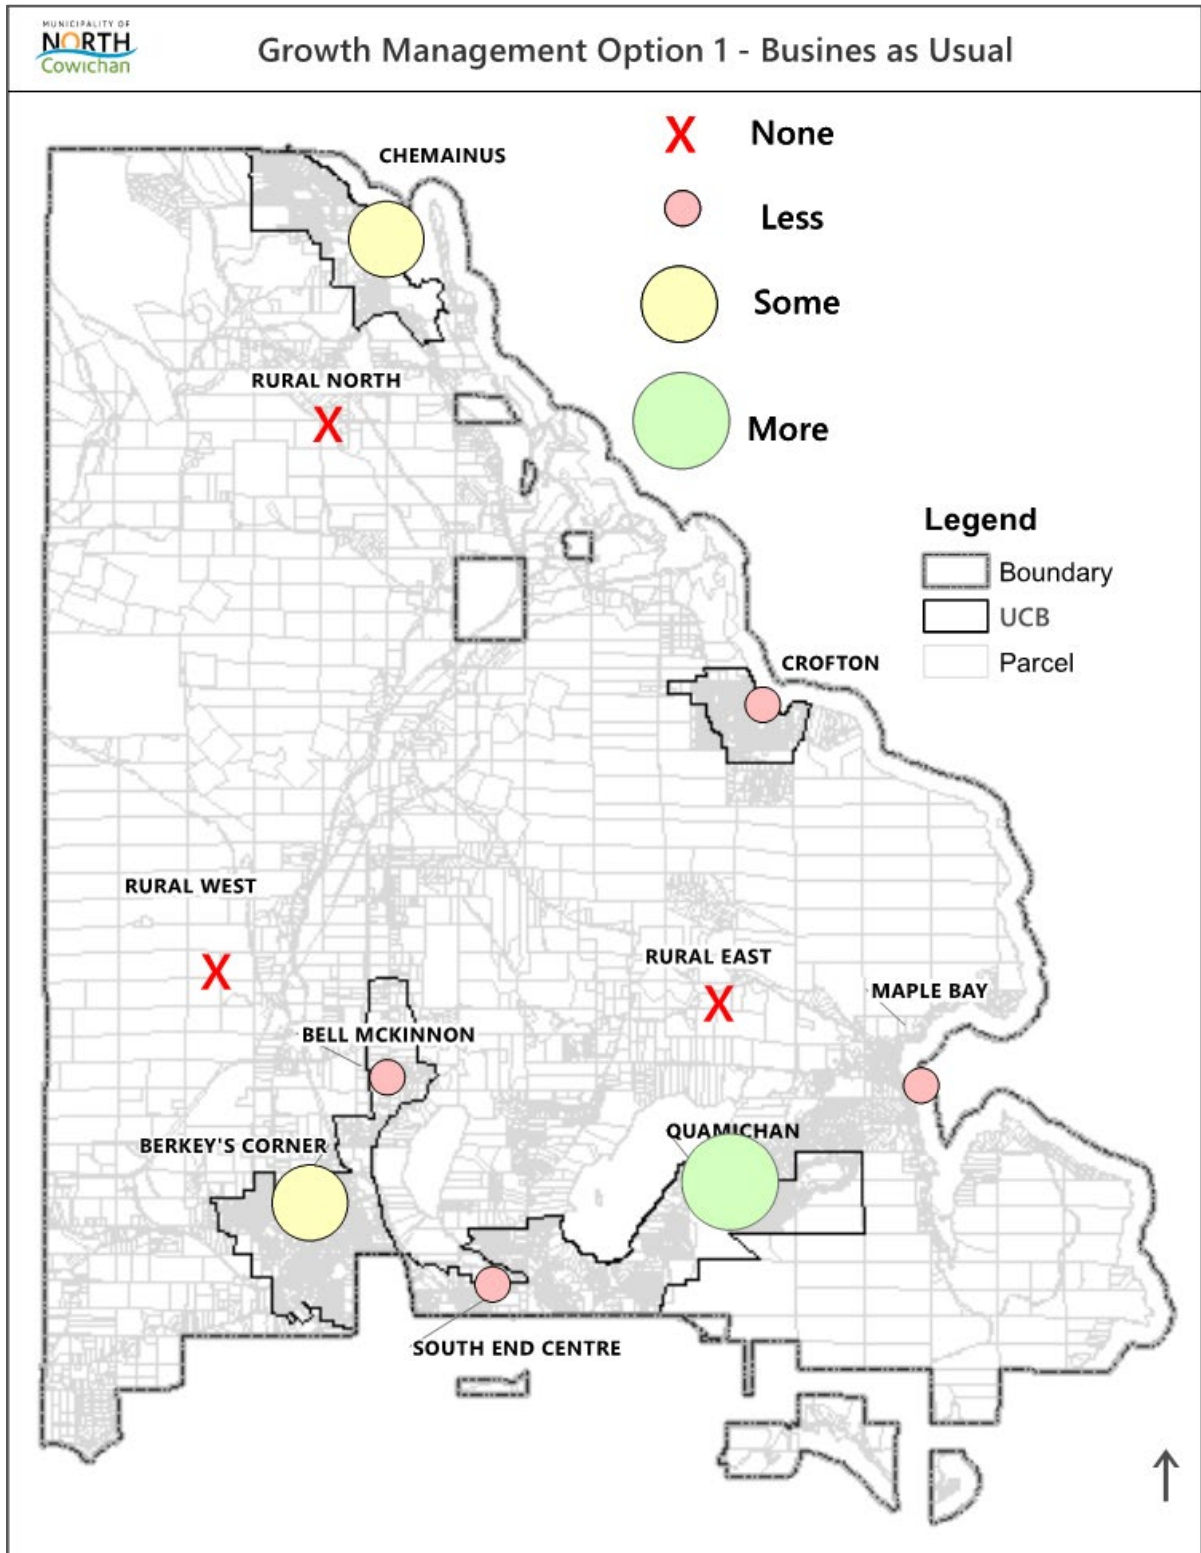 MUNICIPALITY OF
NORTH
Cowichan
Growth Management Option 1 - Busines as Usual
X None
Less
Some
More
CHEMAINUS
RURAL NORTH
X
Legend
Boundary
UCB
Parcel
CROFTON
RURAL WEST
X
RURAL EAST
X
MAPLE BAY
BELL MCKINNON
QUAMICHAN
BERKEY'S CORNER
SOUTH END CENTRE